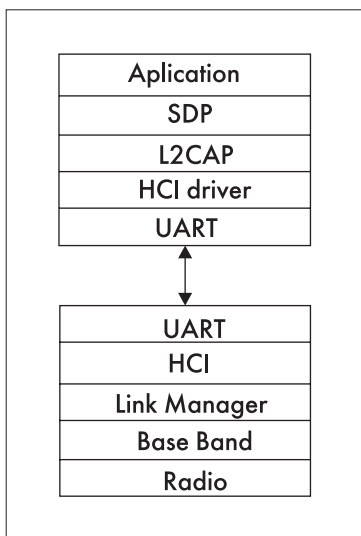 Aplication
SDP
L2CAP
HCI driver
UART
UART
HCI
Link Manager
Base Band
Radio